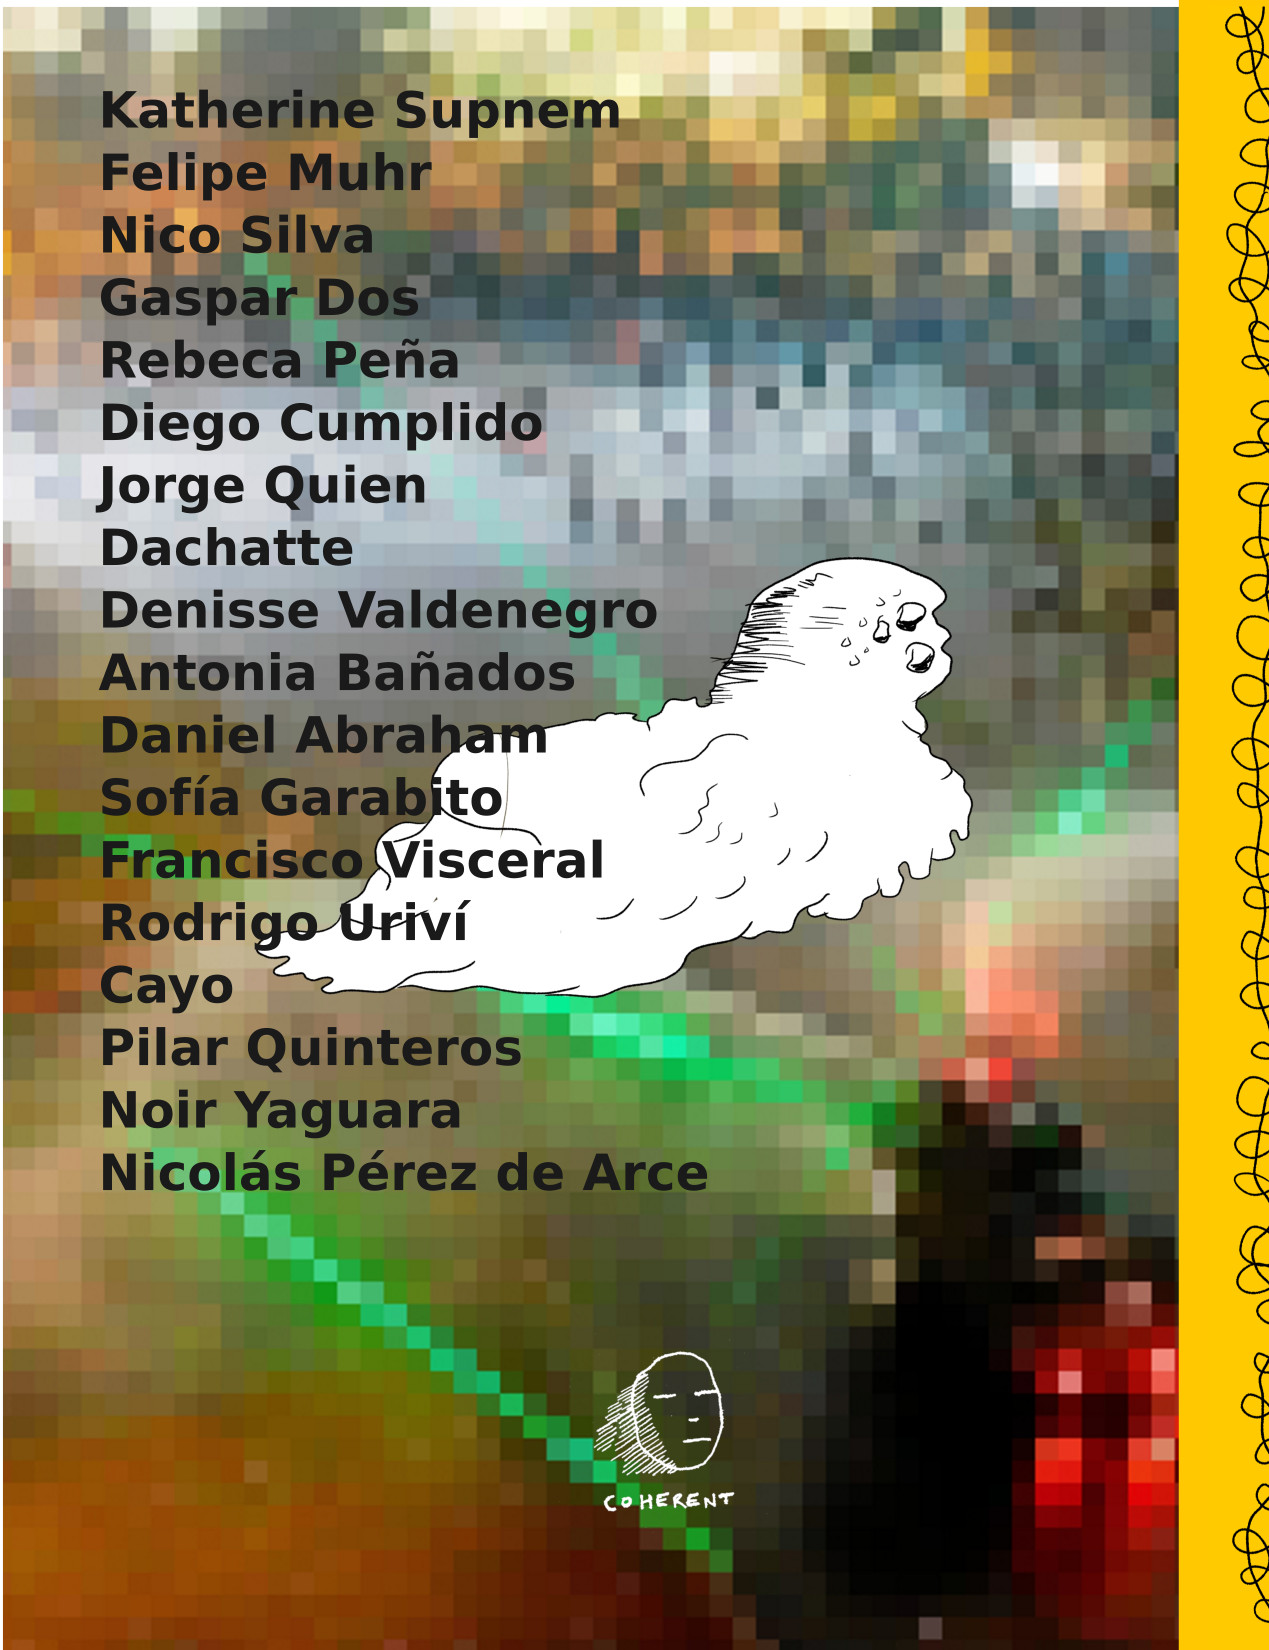 Katherine Supnem
Felipe Muhr
Nico Silva
Gaspar Dos
Rebeca Peña
Diego Cumplido
Jorge Quien
Dachatte
Denisse Valdenegro
Antonia Bañados
Daniel Abraham
Sofía Garabito
Francisco Visceral
Rodrigo Uriví
Cayo
Pilar Quinteros
Noir Yaguara
Nicolás Pérez de Arce
COHERENT